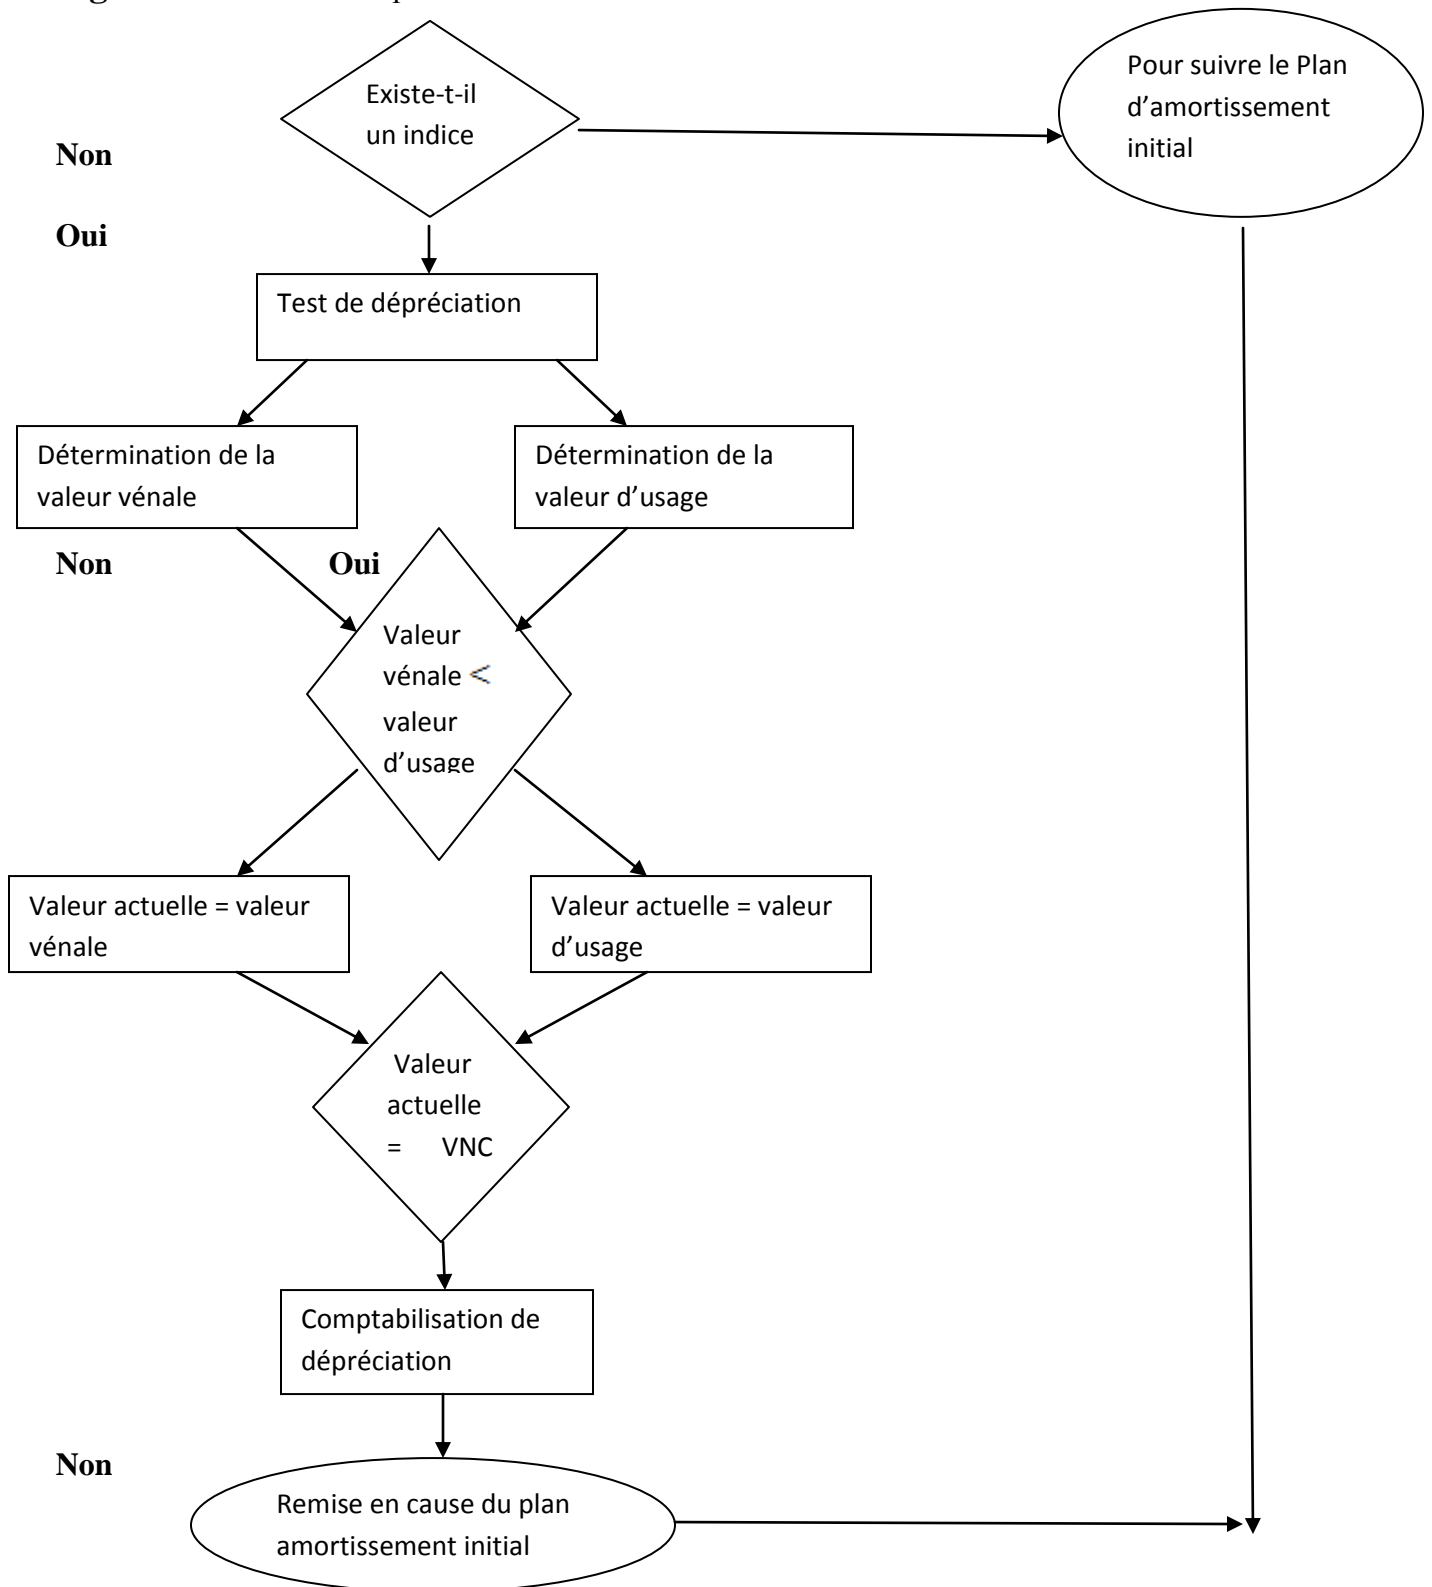 Existe-t-il
un indice
Pour suivre le Plan
d’amortissement
initial
Non
Oui
Test de dépréciation
Détermination de la
valeur vénale
Détermination de la
valeur d’usage
Non
Oui
Valeur
vénale <
valeur
d’usage
Valeur actuelle = valeur
vénale
Valeur actuelle = valeur
d’usage
Valeur
actuelle
= VNC
Comptabilisation de
dépréciation
Non
Remise en cause du plan
amortissement initial